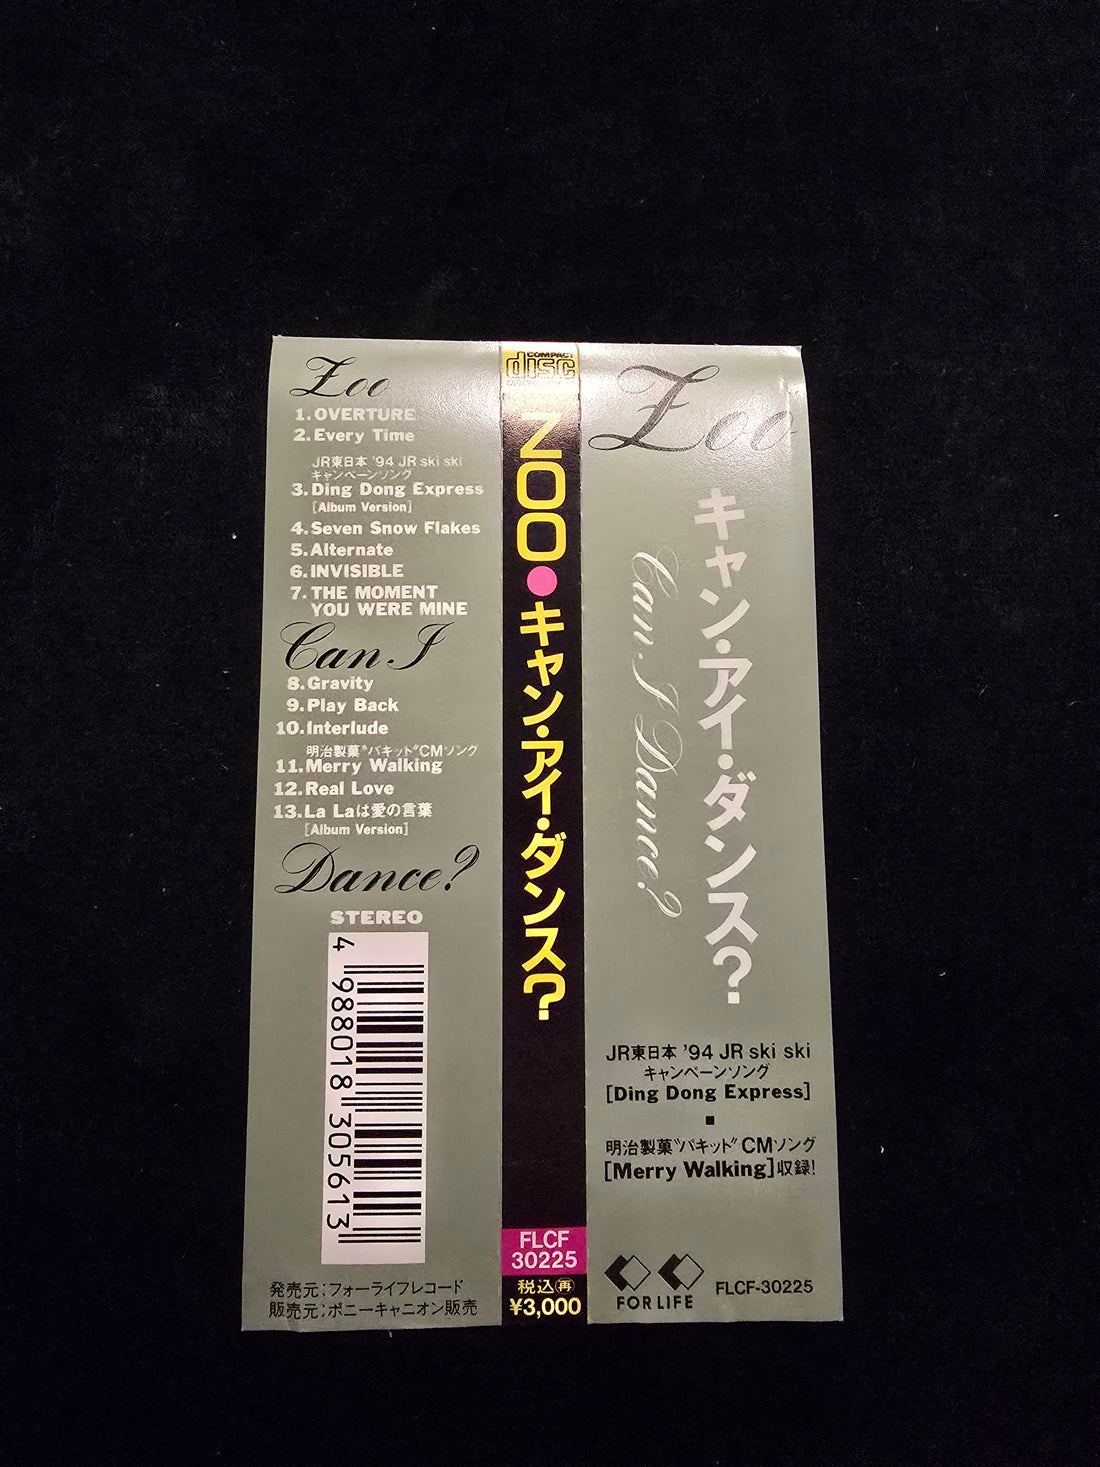 Zoo
1. OVERTURE
2. Every Time
JR東日本 '94 JR ski ski
キャンペーンソング
3. Ding Dong Express
[Album Version]
4. Seven Snow Flakes
5. Alternate
6. INVISIBLE
7. THE MOMENT
YOU WERE MINE
Can I
8. Gravity
9. Play Back
10. Interlude
明治製菓"パキット"CMソング
11. Merry Walking
12. Real Love
13. La Laは愛の言葉
[Album Version]
Dance?
STEREO
4 988018 305613
発売元:フォーライフレコード
販売元:ポニーキャニオン販売
COMPACT
disc
ZOO●キャン・アイ・ダンス?
FLCF
30225
税込再
¥3,000
Zoo
キャン・アイ・ダンス?
Can I Dance?
JR東日本 '94 JR ski ski
キャンペーンソング
[Ding Dong Express]
■
明治製菓"パキット"CMソング
[Merry Walking]収録!
FOR LIFE
FLCF-30225